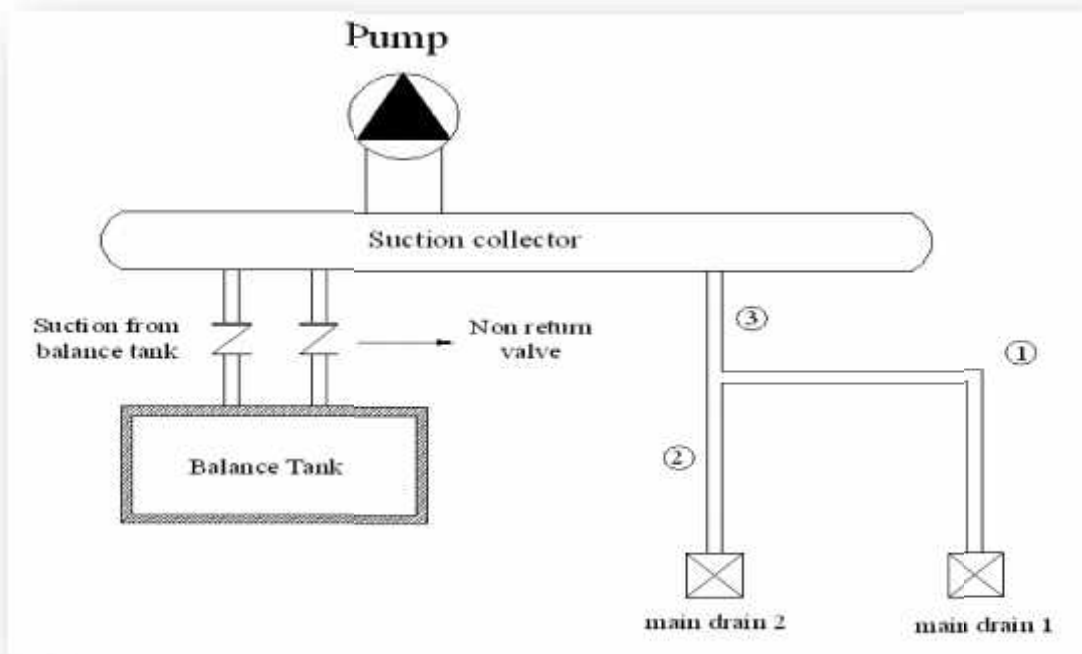 Pump
Suction collector
Suction from
balance tank
Non return
valve
③
①
②
Balance Tank
main drain 2
main drain 1